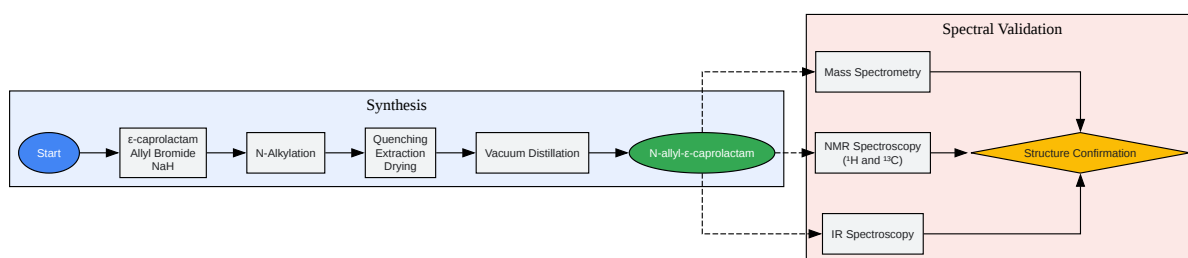 Spectral Validation
Mass Spectrometry
Synthesis
Start
ε-caprolactam
Allyl Bromide
NaH
N-Alkylation
Quenching
Extraction
Drying
Vacuum Distillation
N-allyl-ε-caprolactam
NMR Spectroscopy
(¹H and ¹³C)
Structure Confirmation
IR Spectroscopy